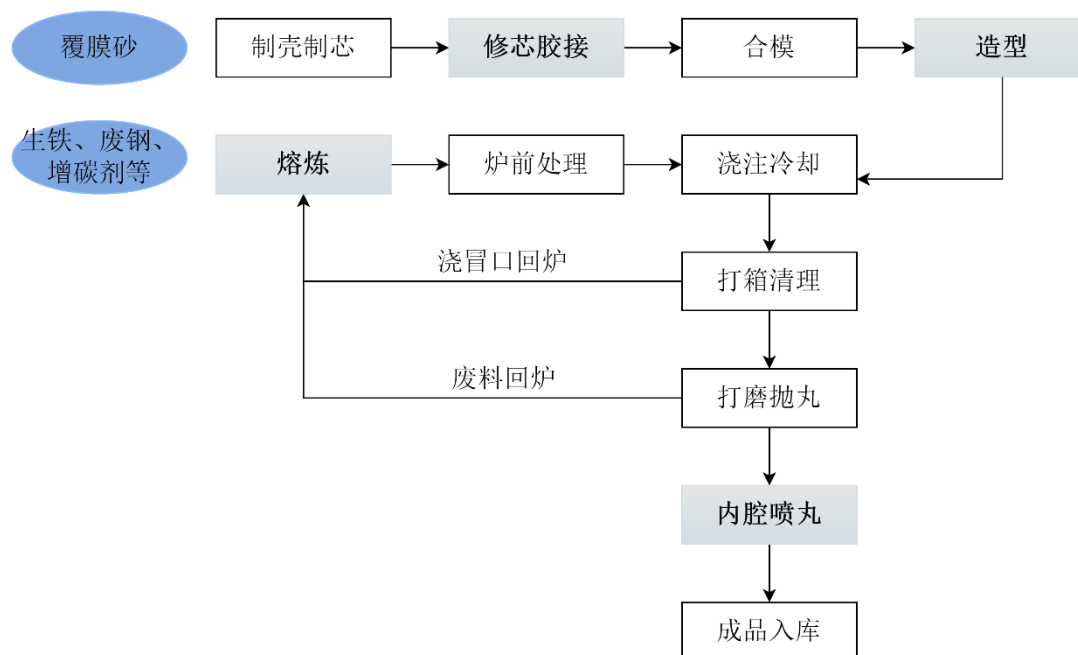 覆膜砂
制壳制芯
修芯胶接
合模
造型
生铁、废钢、
增碳剂等
熔炼
炉前处理
浇注冷却
浇冒口回炉
打箱清理
废料回炉
打磨抛丸
内腔喷丸
成品入库